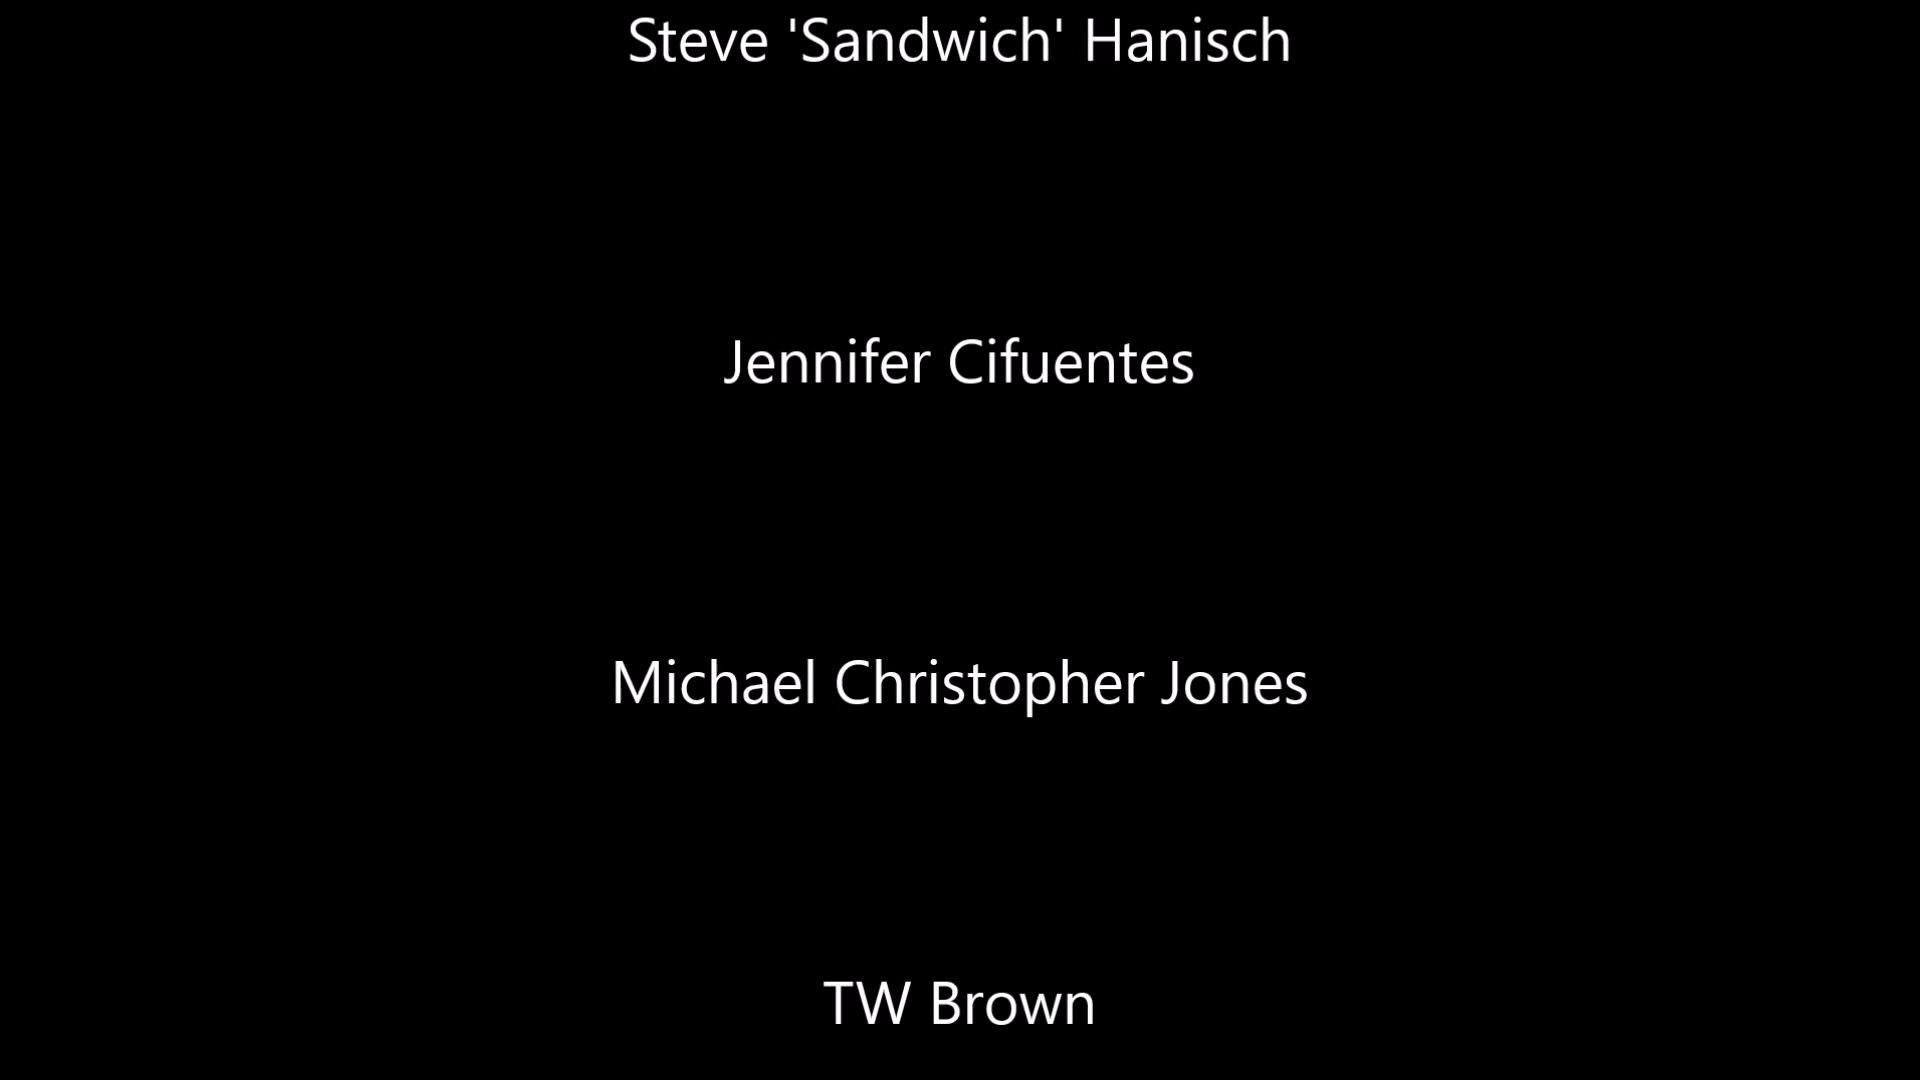 Steve 'Sandwich' Hanisch
Jennifer Cifuentes
Michael Christopher Jones
TW Brown